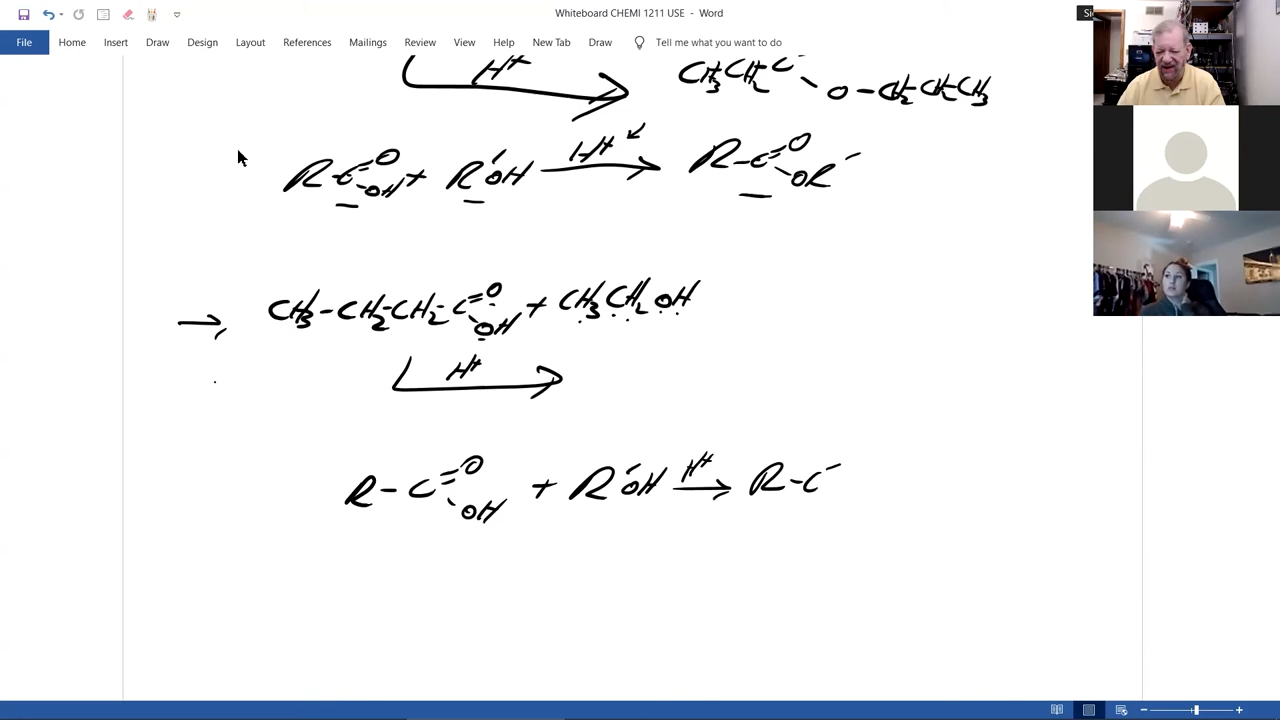 Whiteboard CHEMI 1211 USE - Word
Si
File Home Insert Draw Design Layout References Mailings Review View Help New Tab Draw Tell me what you want to do
H+ CH3CH2C - O - CH2CH2CH3
R-C=O OH + R'OH H+ → R-C=O OR'
→ CH3-CH2-CH2-C=O OH + CH3CH2OH
H+ →
R-C=O OH + R'OH H+ → R-C